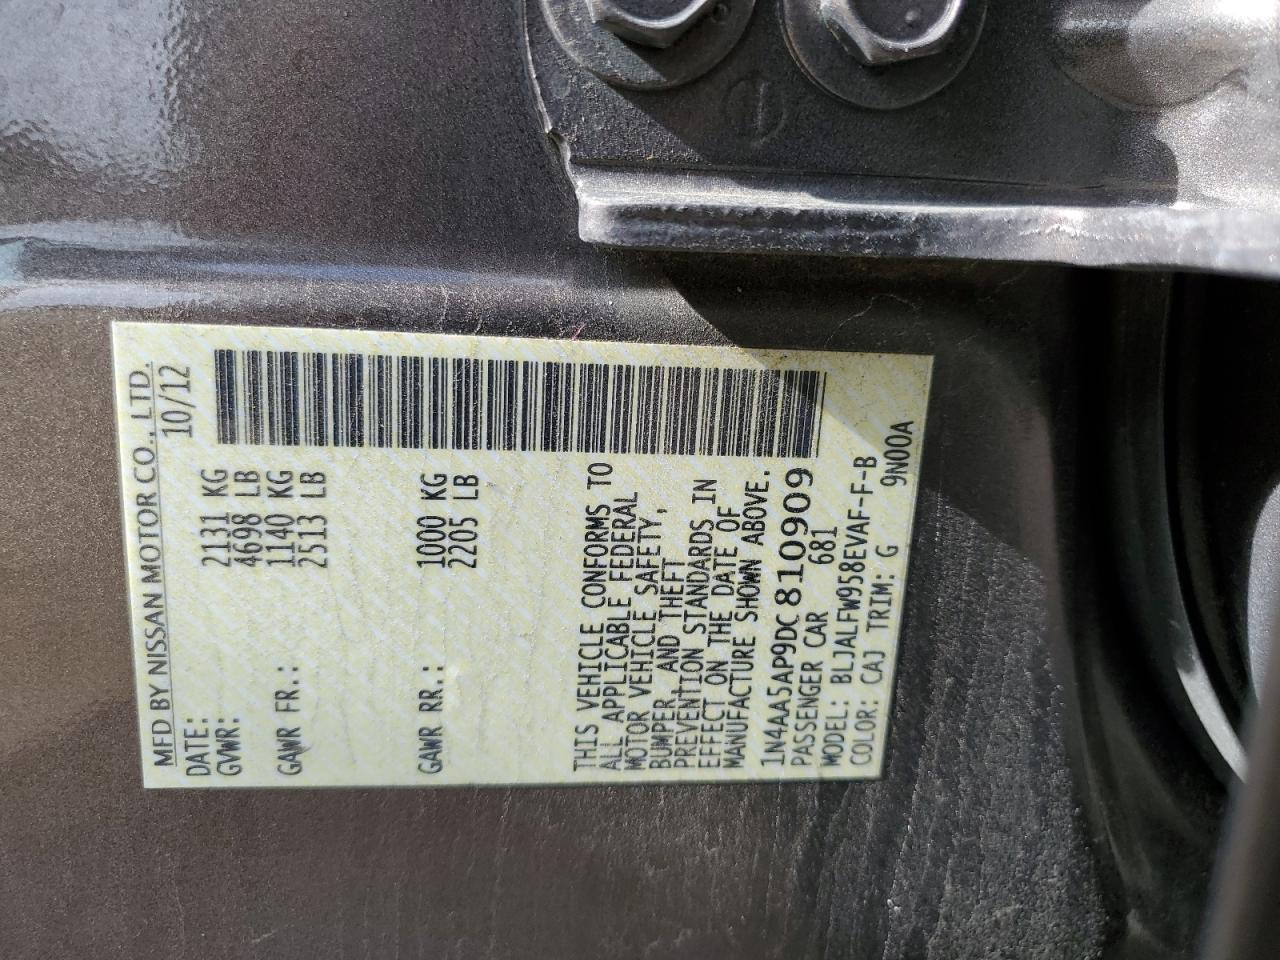 MFD BY NISSAN MOTOR CO., LTD.
DATE: 10/12
GVWR: 2131 KG
4698 LB
GAWR FR.: 1140 KG
2513 LB
GAWR RR.: 1000 KG
2205 LB
THIS VEHICLE CONFORMS TO
ALL APPLICABLE FEDERAL
MOTOR VEHICLE SAFETY,
BUMPER, AND THEFT
PREVENTION STANDARDS IN
EFFECT ON THE DATE OF
MANUFACTURE SHOWN ABOVE.
1N4AA5AP9DC810909
PASSENGER CAR 681
MODEL: BLJALFW958EVAF-F-B
COLOR: CAJ TRIM: G 9N00A